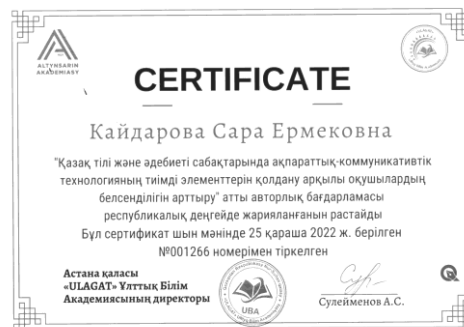 ALTYNSARIN
AKADEMIASY
CERTIFICATE
Кайдарова Сара Ермековна
"Қазақ тілі және әдебиеті сабақтарында ақпараттық-коммуникативтік
технологияның тиімді элементтерін қолдану арқылы оқушылардың
белсенділігін арттыру" атты авторлық бағдарламасы
республикалық деңгейде жарияланғанын растайды
Бұл сертификат шын мәнінде 25 қараша 2022 ж. берілген
№001266 номерімен тіркелген
Астана қаласы
«ULAGAT» Ұлттық Білім
Академиясының директоры
UBA
Сулейменов А.С.